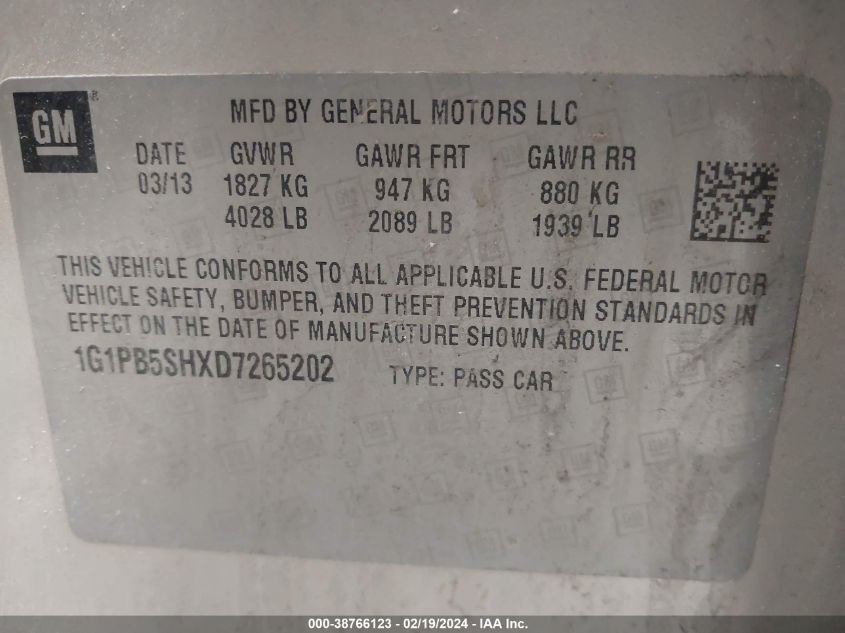 GM ®
MFD BY GENERAL MOTORS LLC
DATE GVWR GAWR FRT GAWR RR
03/13 1827 KG 947 KG 880 KG
4028 LB 2089 LB 1939 LB
THIS VEHICLE CONFORMS TO ALL APPLICABLE U.S. FEDERAL MOTOR
VEHICLE SAFETY, BUMPER, AND THEFT PREVENTION STANDARDS IN
EFFECT ON THE DATE OF MANUFACTURE SHOWN ABOVE.
1G1PB5SHXD7265202 TYPE: PASS CAR
000-38766123 - 02/19/2024 - IAA Inc.